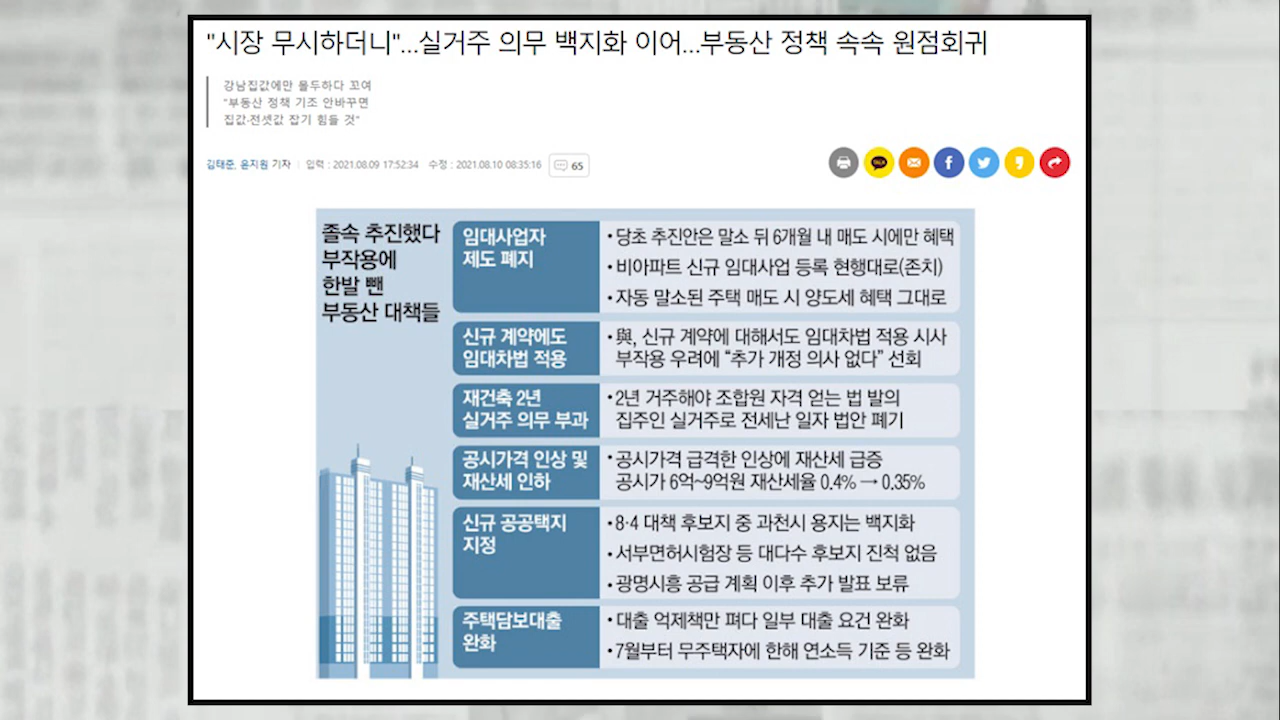 "시장 무시하더니"...실거주 의무 백지화 이어...부동산 정책 속속 원점회귀
강남집값에만 몰두하다 꼬여
"부동산 정책 기조 안바꾸면
집값·전셋값 잡기 힘들 것"
김태준, 윤지원 기자 | 입력 : 2021.08.09 17:52:34 수정 : 2021.08.10 08:35:16 65
TALK
졸속 추진했다
부작용에
한발 뺀
부동산 대책들
임대사업자
제도 폐지
•당초 추진안은 말소 뒤 6개월 내 매도 시에만 혜택
•비아파트 신규 임대사업 등록 현행대로(존치)
•자동 말소된 주택 매도 시 양도세 혜택 그대로
신규 계약에도
임대차법 적용
•與, 신규 계약에 대해서도 임대차법 적용 시사
부작용 우려에 “추가 개정 의사 없다” 선회
재건축 2년
실거주 의무 부과
•2년 거주해야 조합원 자격 얻는 법 발의
집주인 실거주로 전세난 일자 법안 폐기
공시가격 인상 및
재산세 인하
•공시가격 급격한 인상에 재산세 급증
공시가 6억~9억원 재산세율 0.4% → 0.35%
신규 공공택지
지정
•8·4 대책 후보지 중 과천시 용지는 백지화
•서부면허시험장 등 대다수 후보지 진척 없음
•광명시흥 공급 계획 이후 추가 발표 보류
주택담보대출
완화
•대출 억제책만 펴다 일부 대출 요건 완화
•7월부터 무주택자에 한해 연소득 기준 등 완화